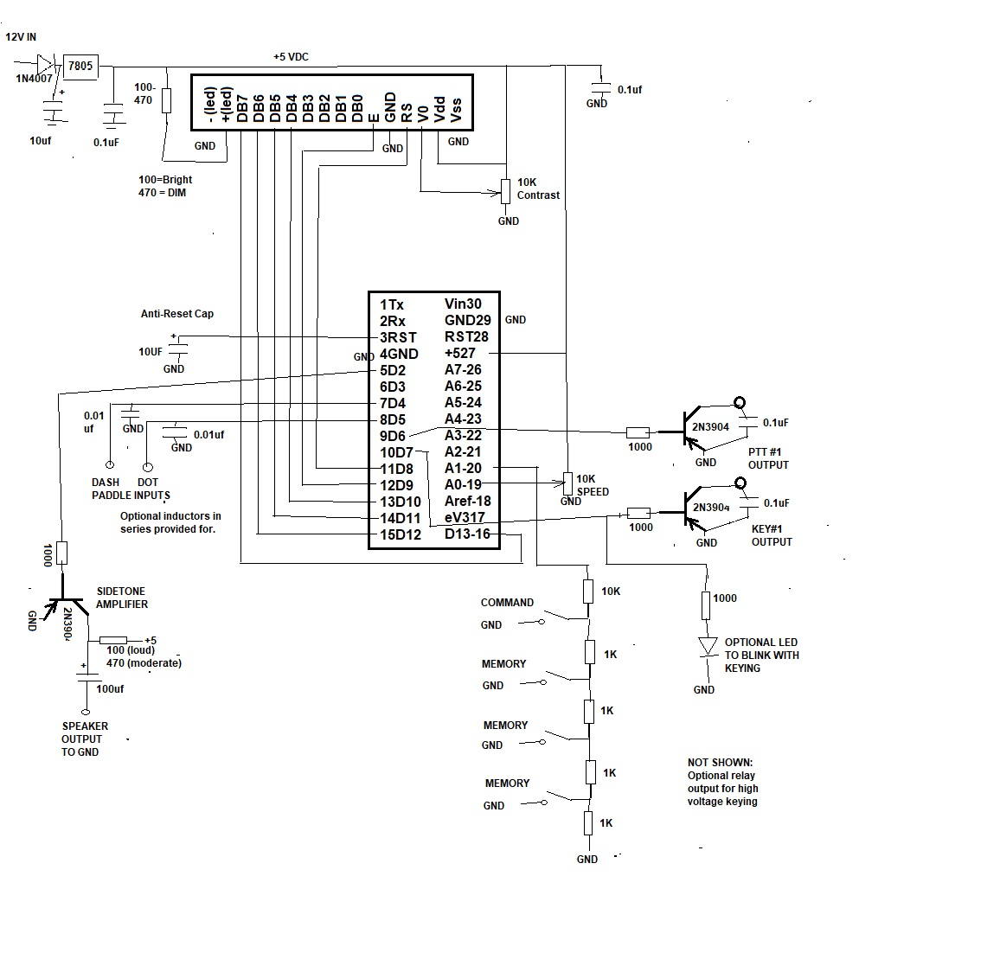 12V IN
1N4007
7805
+
10uf
0.1uF
+5 VDC
100-
470
100=Bright
470 = DIM
- (led)
+(led)
DB7
DB6
DB5
DB4
DB3
DB2
DB1
DB0
E
GND
RS
V0
Vdd
Vss
GND
GND
GND
0.1uf
GND
10K
Contrast
GND
Anti-Reset Cap
+
10UF
GND
GND
1Tx
2Rx
3RST
4GND
5D2
6D3
7D4
8D5
9D6
10D7
11D8
12D9
13D10
14D11
15D12
Vin30
GND29
RST28
+527
A7-26
A6-25
A5-24
A4-23
A3-22
A2-21
A1-20
A0-19
Aref-18
eV317
D13-16
GND
0.01
uf
GND
0.01uf
GND
DASH DOT
PADDLE INPUTS
Optional inductors in
series provided for.
1000
2N3904
0.1uF
GND
PTT #1
OUTPUT
10K
SPEED
GND
1000
2N3904
0.1uF
GND
KEY#1
OUTPUT
1000
SIDETONE
AMPLIFIER
GND
2N3904
+5
100 (loud)
470 (moderate)
+
100uf
SPEAKER
OUTPUT
TO GND
10K
COMMAND
GND
1K
MEMORY
GND
1K
MEMORY
GND
1K
MEMORY
GND
1K
GND
1000
OPTIONAL LED
TO BLINK WITH
KEYING
GND
NOT SHOWN:
Optional relay
output for high
voltage keying